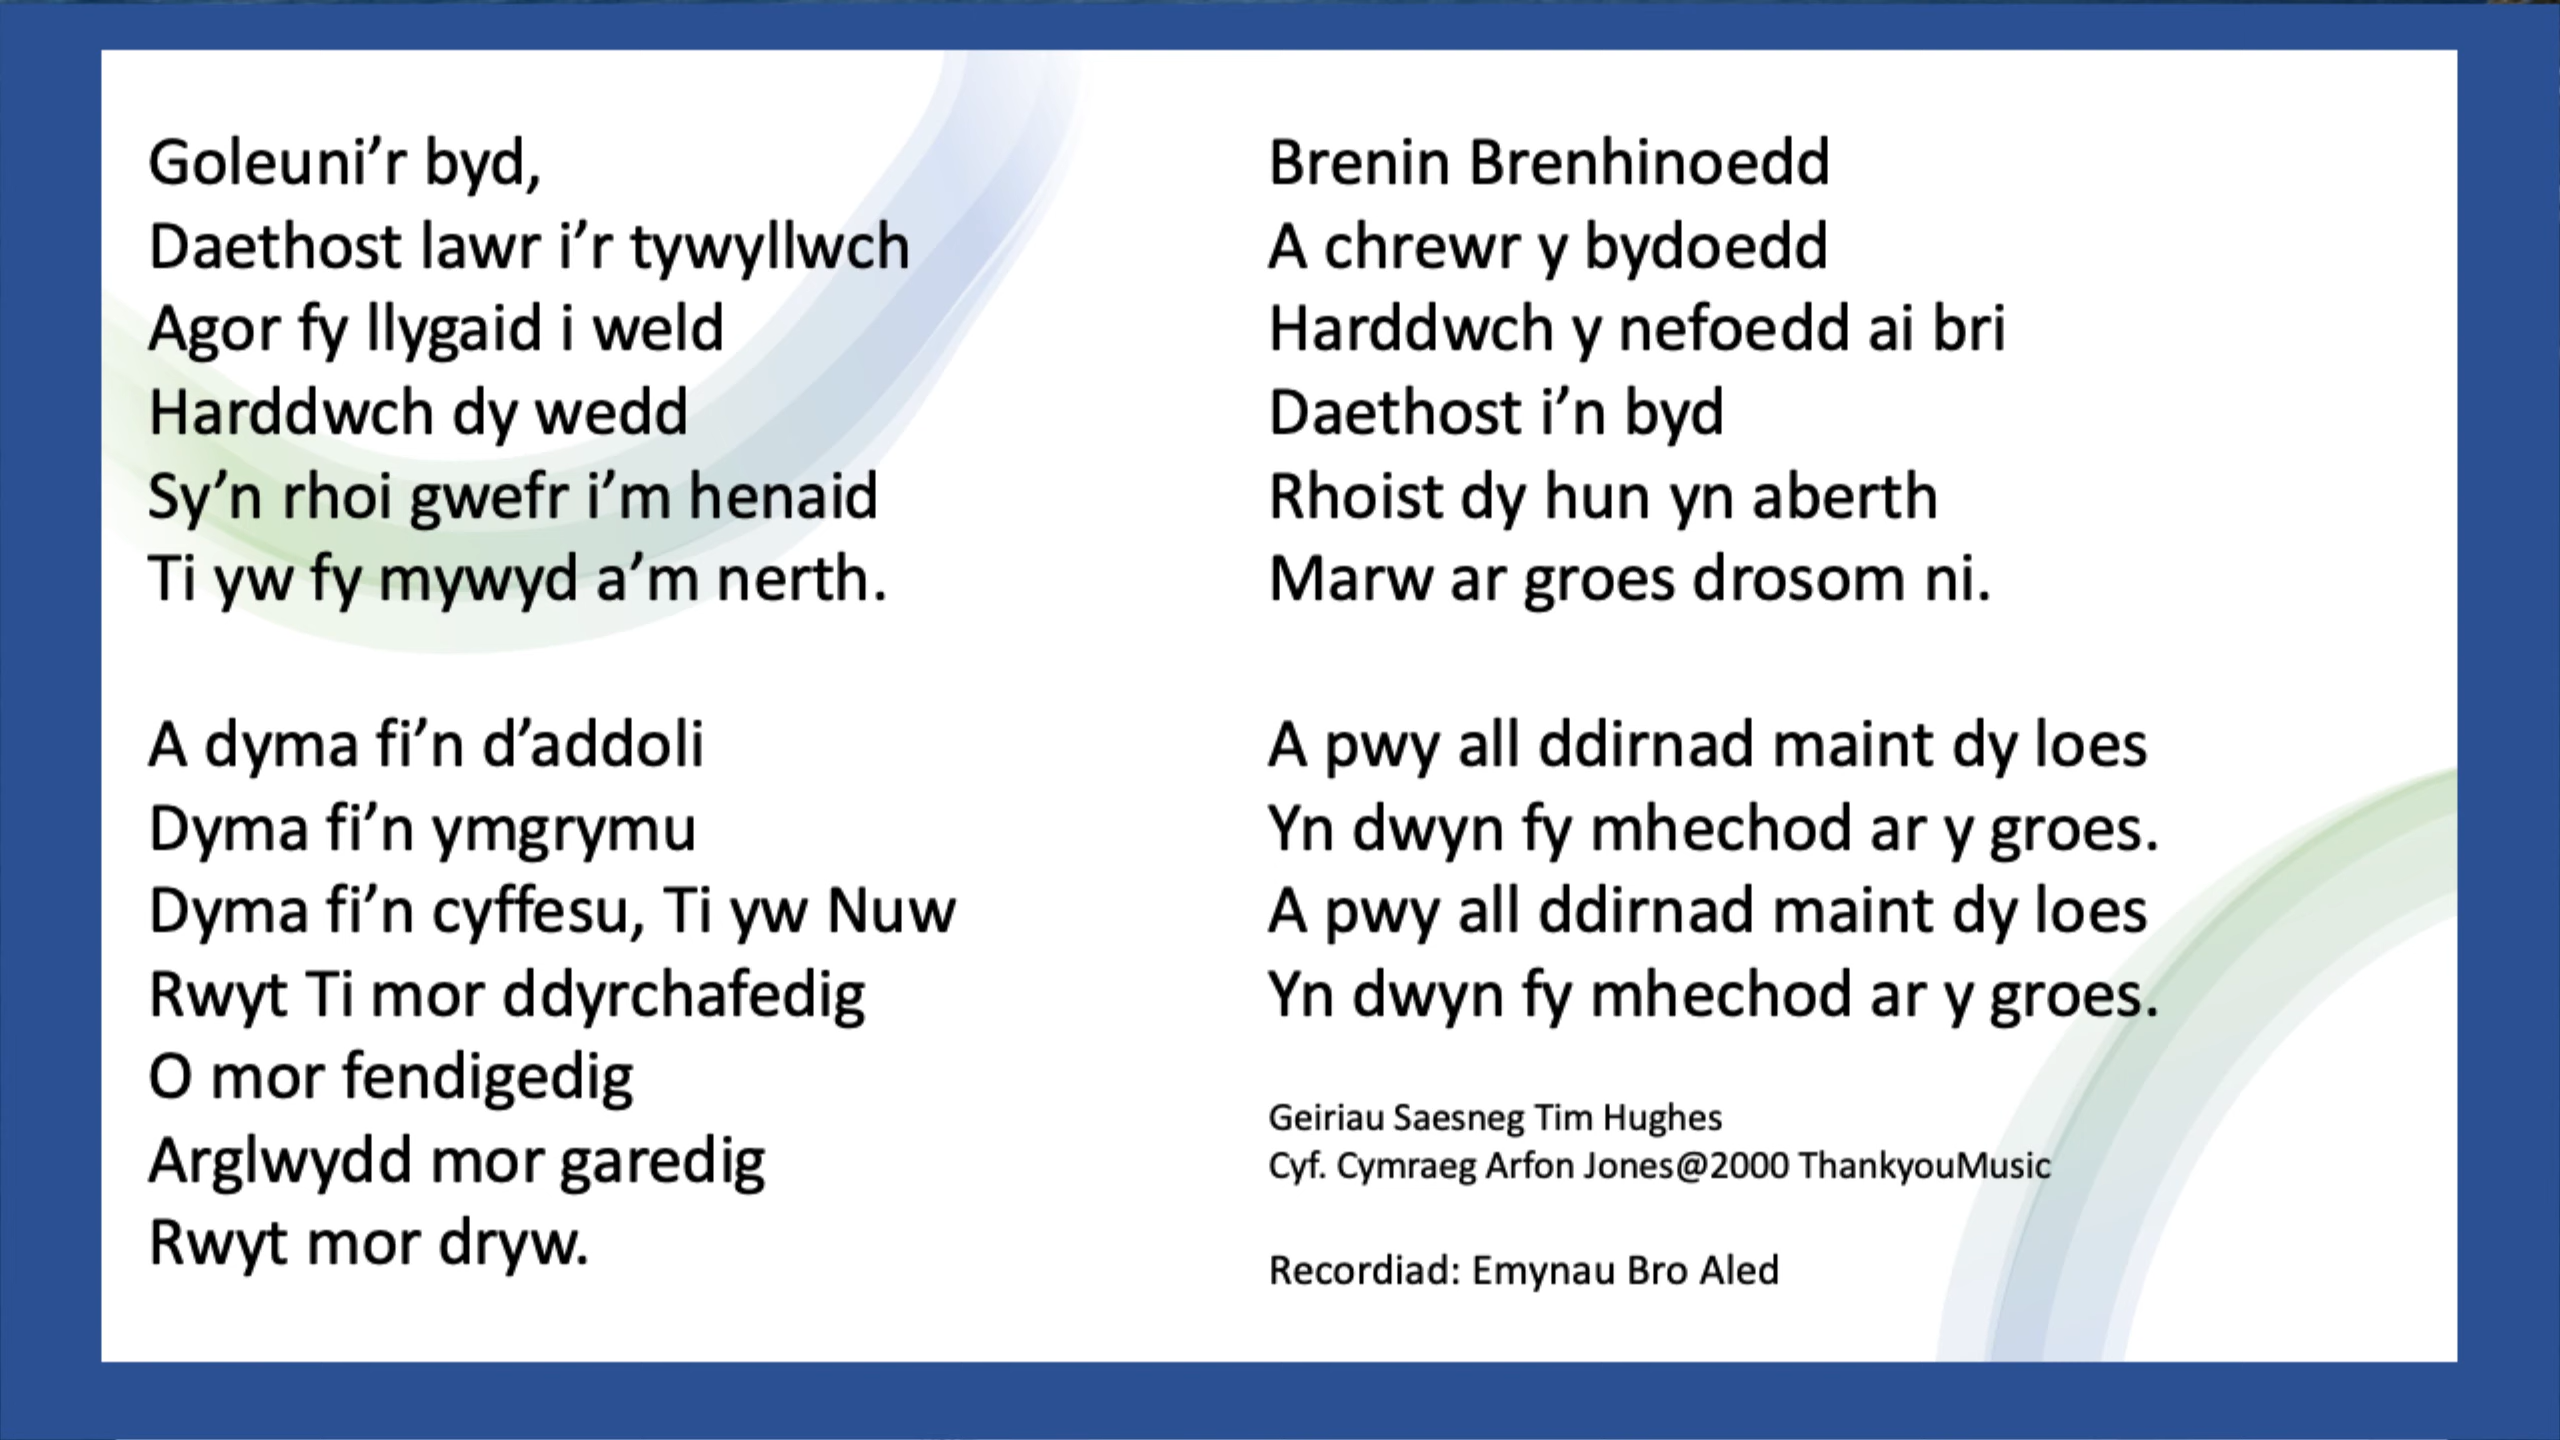 Goleuni’r byd,
Daethost lawr i’r tywyllwch
Agor fy llygaid i weld
Harddwch dy wedd
Sy’n rhoi gwefr i’m henaid
Ti yw fy mywyd a’m nerth.
A dyma fi’n d’addoli
Dyma fi’n ymgrymu
Dyma fi’n cyffesu, Ti yw Nuw
Rwyt Ti mor ddyrchafedig
O mor fendigedig
Arglwydd mor garedig
Rwyt mor dryw.
Brenin Brenhinoedd
A chrewr y bydoedd
Harddwch y nefoedd ai bri
Daethost i’n byd
Rhoist dy hun yn aberth
Marw ar groes drosom ni.
A pwy all ddirnad maint dy loes
Yn dwyn fy mhechod ar y groes.
A pwy all ddirnad maint dy loes
Yn dwyn fy mhechod ar y groes.
Geiriau Saesneg Tim Hughes
Cyf. Cymraeg Arfon Jones@2000 ThankyouMusic
Recordiad: Emynau Bro Aled